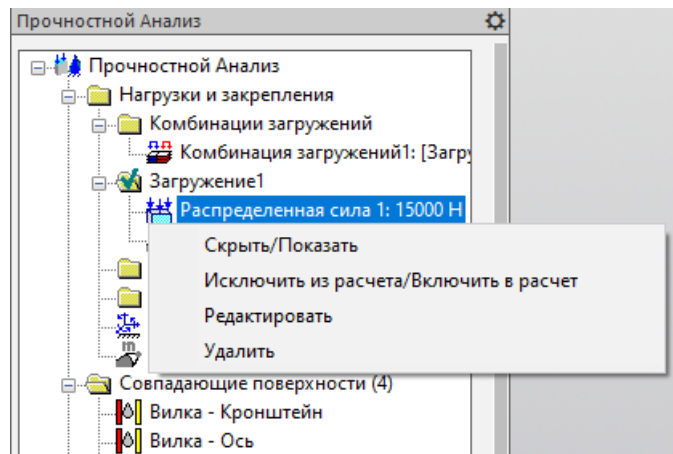 Прочностной Анализ
Прочностной Анализ
Нагрузки и закрепления
Комбинации загружений
Комбинация загружений1: [Загру
Загружение1
Распределенная сила 1: 15000 Н
Скрыть/Показать
Исключить из расчета/Включить в расчет
Редактировать
Удалить
Совпадающие поверхности (4)
Вилка - Кронштейн
Вилка - Ось